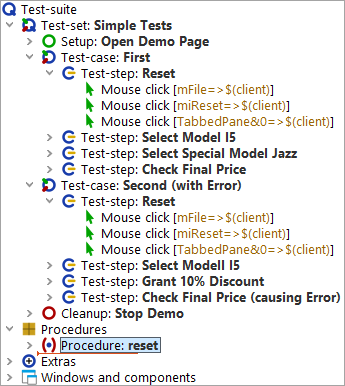 Test-suite
Test-set: Simple Tests
Setup: Open Demo Page
Test-case: First
Test-step: Reset
Mouse click [mFile=>$(client)]
Mouse click [miReset=>$(client)]
Mouse click [TabbedPane&0=>$(client)]
Test-step: Select Model I5
Test-step: Select Special Model Jazz
Test-step: Check Final Price
Test-case: Second (with Error)
Test-step: Reset
Mouse click [mFile=>$(client)]
Mouse click [miReset=>$(client)]
Mouse click [TabbedPane&0=>$(client)]
Test-step: Select Modell I5
Test-step: Grant 10% Discount
Test-step: Check Final Price (causing Error)
Cleanup: Stop Demo
Procedures
Procedure: reset
Extras
Windows and components